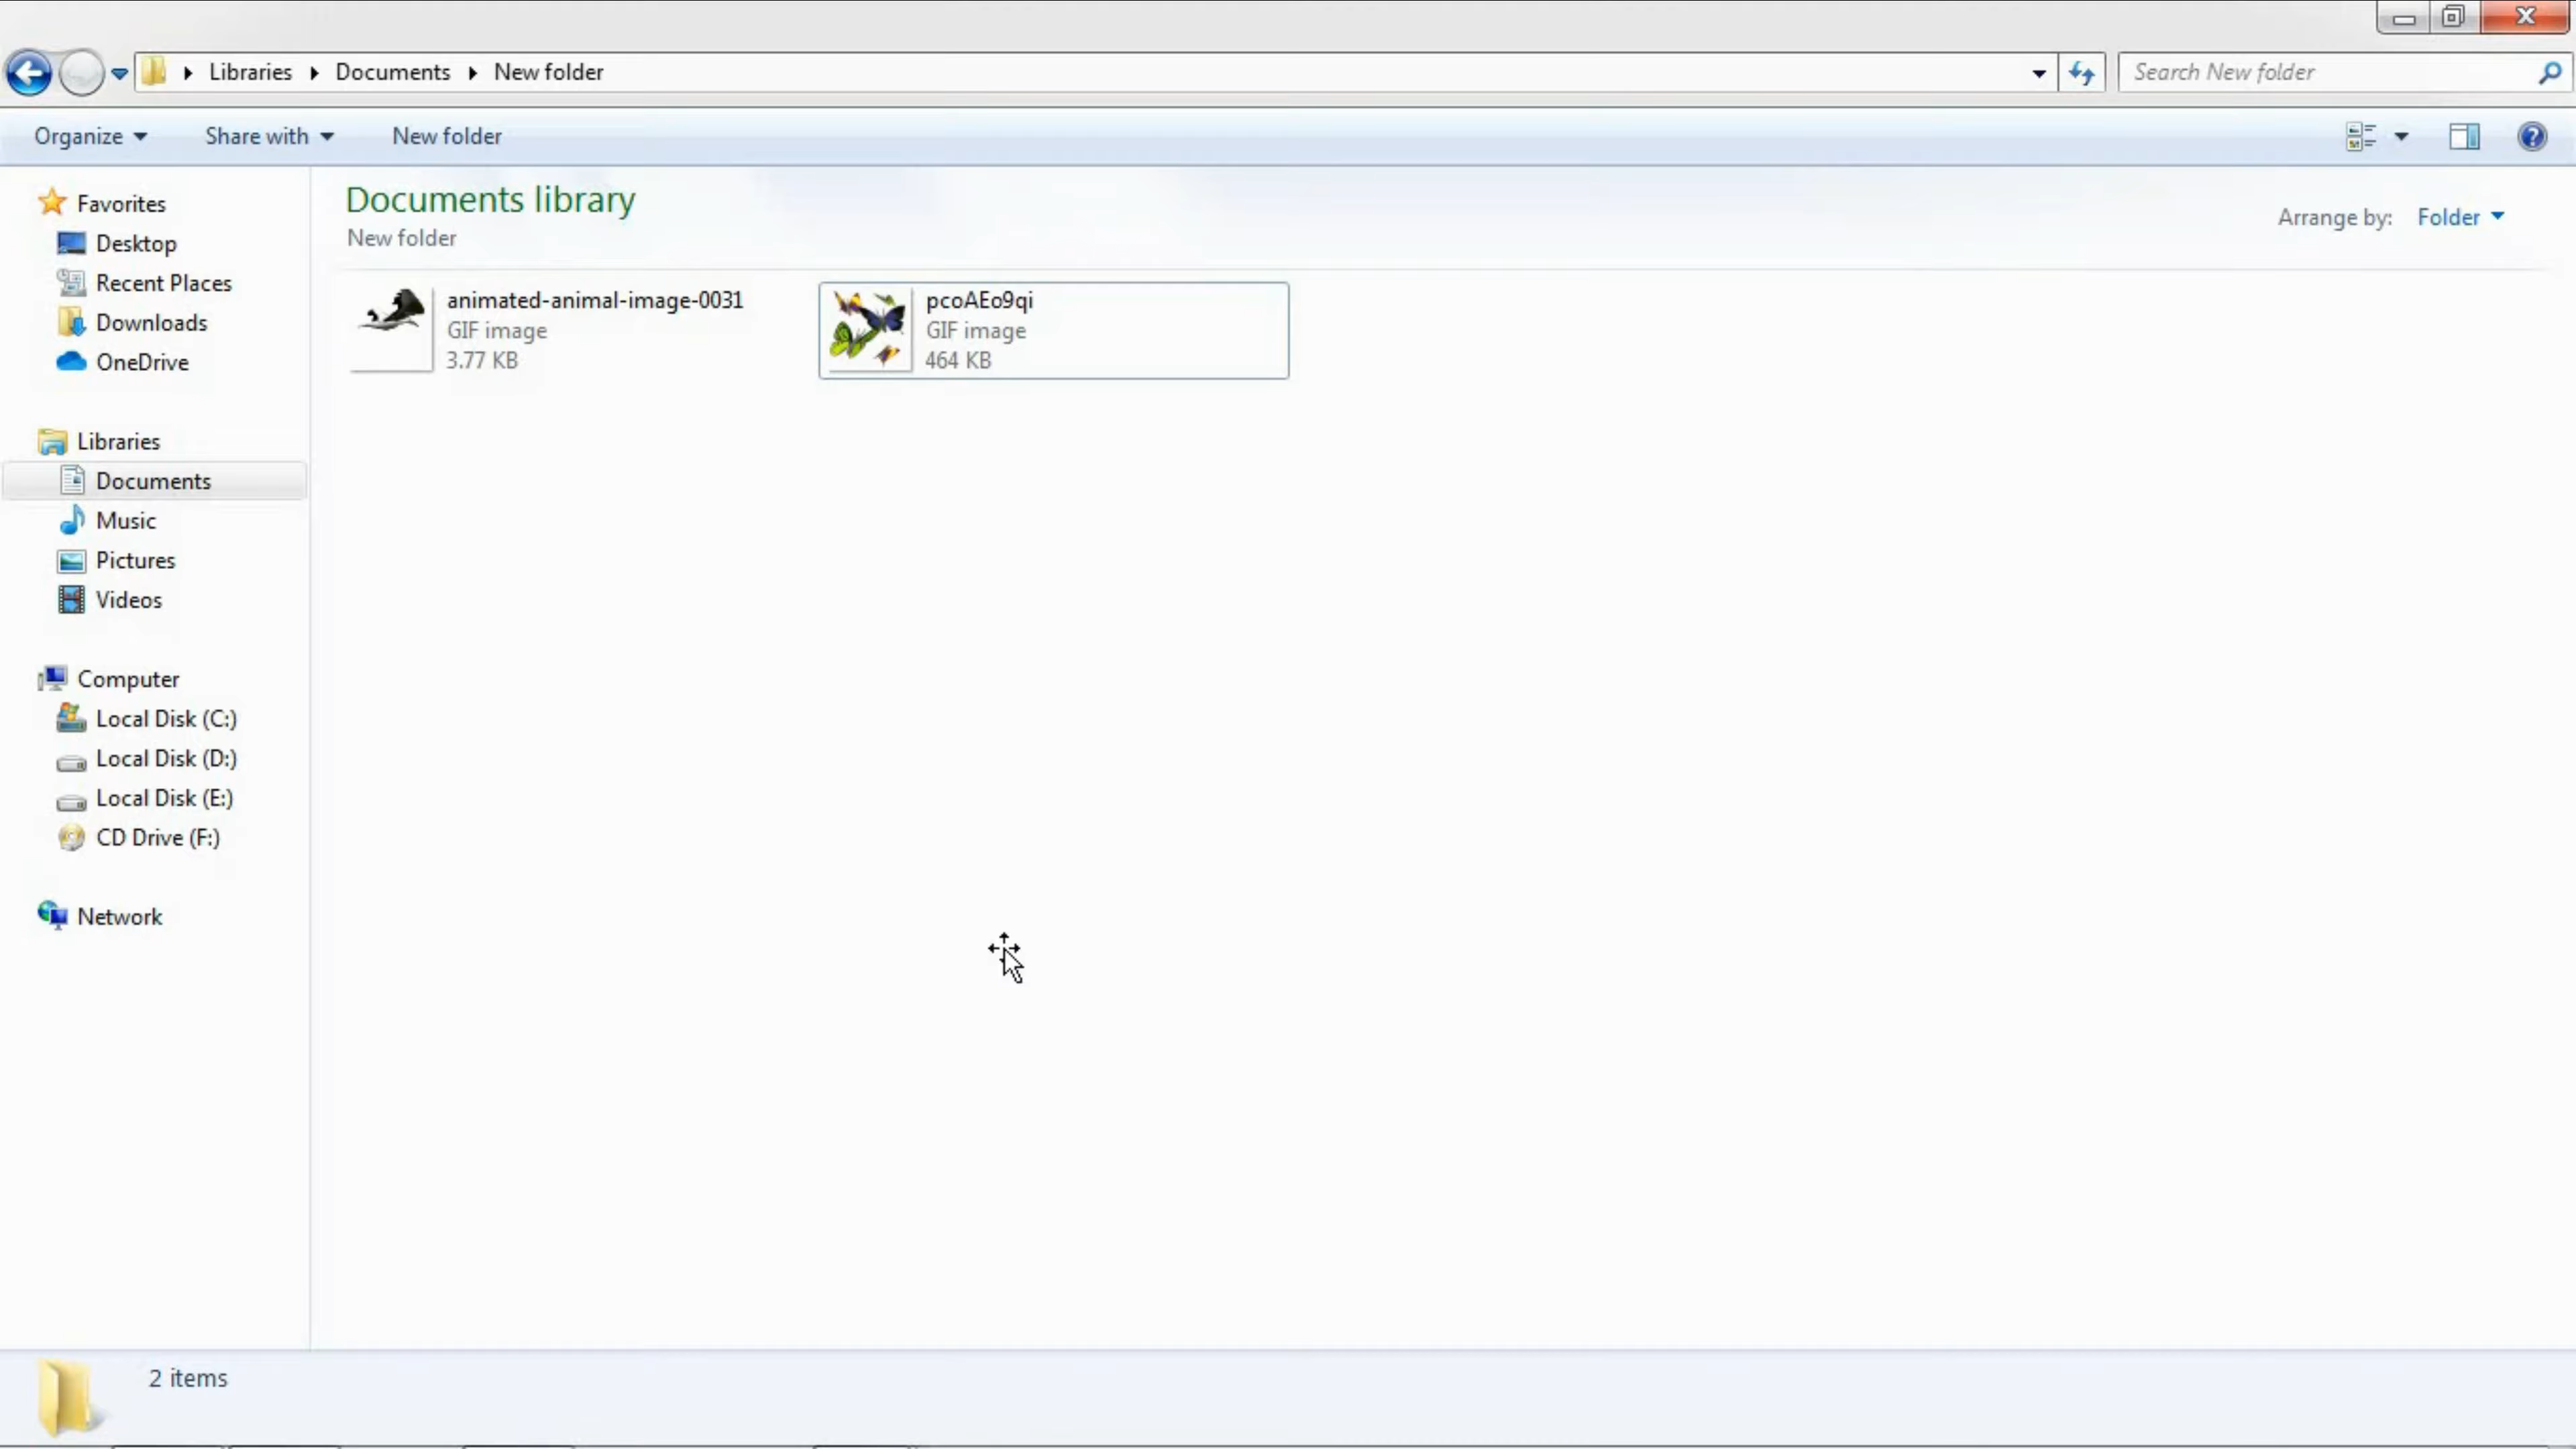 Libraries Documents New folder
Search New folder
Organize Share with New folder
Favorites
Desktop
Recent Places
Downloads
OneDrive
Libraries
Documents
Music
Pictures
Videos
Computer
Local Disk (C:)
Local Disk (D:)
Local Disk (E:)
CD Drive (F:)
Network
Documents library
New folder
Arrange by: Folder
animated-animal-image-0031
GIF image
3.77 KB
pcoAEo9qi
GIF image
464 KB
2 items